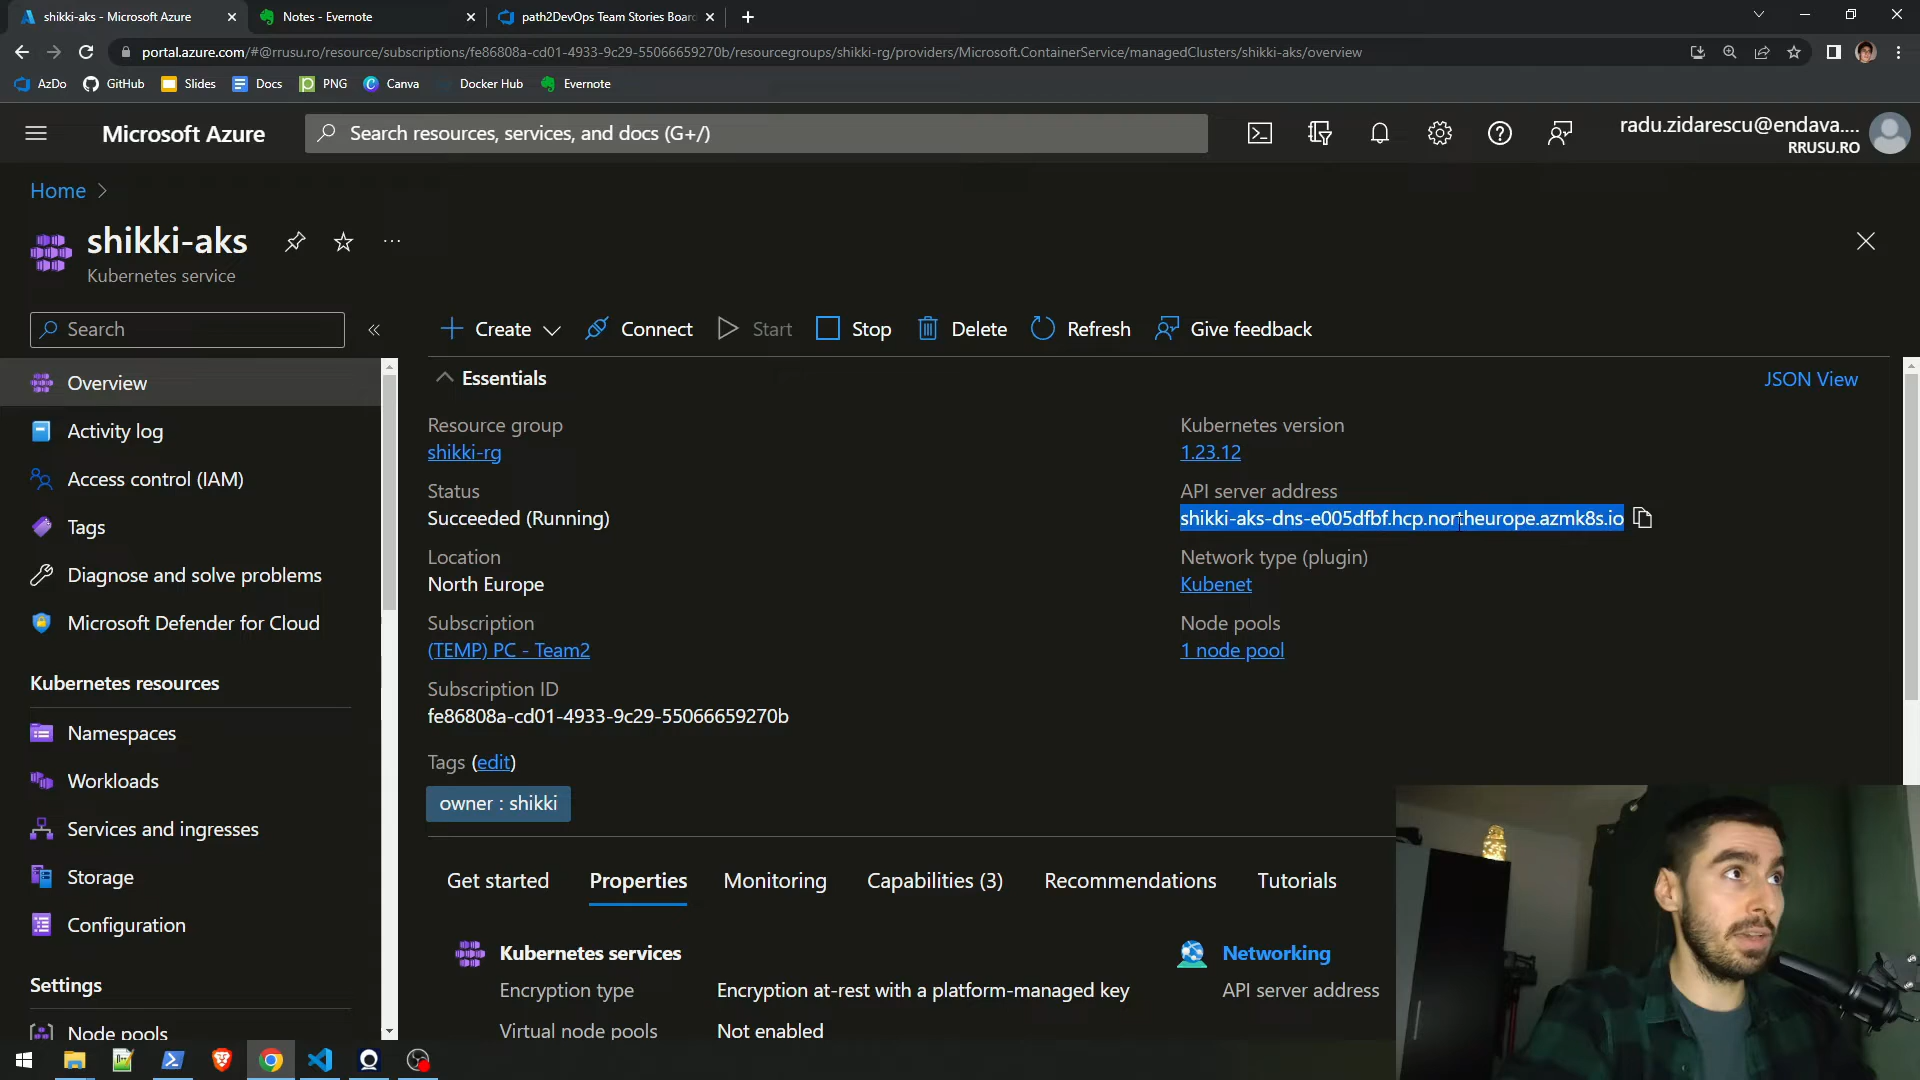 shikki-aks - Microsoft Azure
Notes - Evernote
path2DevOps Team Stories Board
portal.azure.com/#@rrusu.ro/resource/subscriptions/fe86808a-cd01-4933-9c29-55066659270b/resourcegroups/shikki-rg/providers/Microsoft.ContainerService/managedClusters/shikki-aks/overview
AzDo GitHub Slides Docs PNG Canva Docker Hub Evernote
Microsoft Azure
Search resources, services, and docs (G+/)
radu.zidarescu@endava....
RRUSU.RO
Home >
shikki-aks
Kubernetes service
Search
Create
Connect
Start
Stop
Delete
Refresh
Give feedback
Overview
Activity log
Access control (IAM)
Tags
Diagnose and solve problems
Microsoft Defender for Cloud
Kubernetes resources
Namespaces
Workloads
Services and ingresses
Storage
Configuration
Settings
Node pools
Essentials
JSON View
Resource group
shikki-rg
Status
Succeeded (Running)
Location
North Europe
Subscription
(TEMP) PC - Team2
Subscription ID
fe86808a-cd01-4933-9c29-55066659270b
Tags (edit)
owner : shikki
Kubernetes version
1.23.12
API server address
shikki-aks-dns-e005dfbf.hcp.northeurope.azmk8s.io
Network type (plugin)
Kubenet
Node pools
1 node pool
Get started
Properties
Monitoring
Capabilities (3)
Recommendations
Tutorials
Kubernetes services
Encryption type
Encryption at-rest with a platform-managed key
Virtual node pools
Not enabled
Networking
API server address